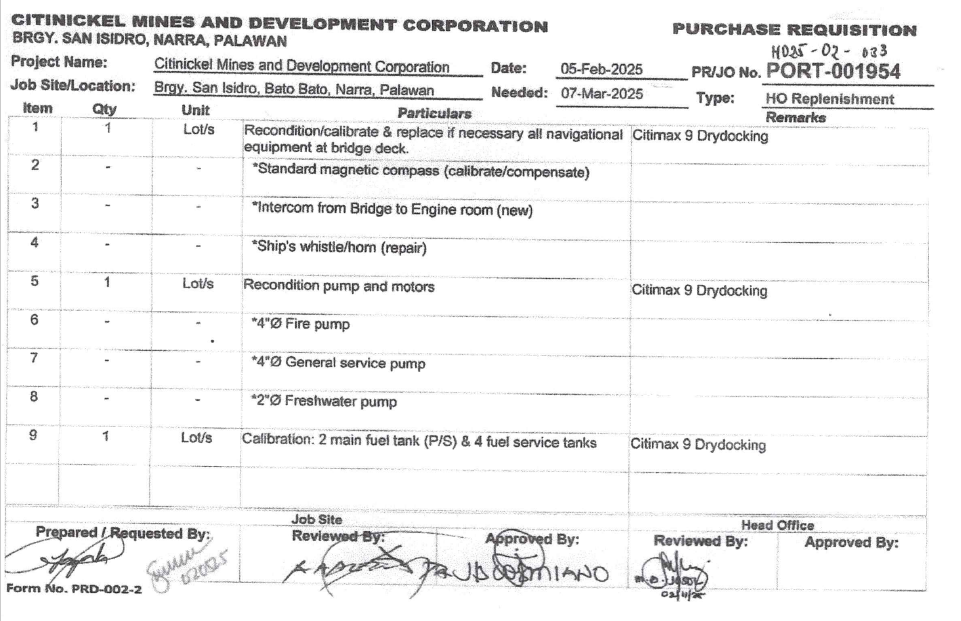 CITINICKEL MINES AND DEVELOPMENT CORPORATION
BRGY. SAN ISIDRO, NARRA, PALAWAN
PURCHASE REQUISITION
HO25-02-033
Project Name: Citinickel Mines and Development Corporation Date: 05-Feb-2025 PR/JO No. PORT-001954
Job Site/Location: Brgy. San Isidro, Bato Bato, Narra, Palawan Needed: 07-Mar-2025 Type: HO Replenishment
Item Qty Unit Particulars Remarks
1 1 Lot/s Recondition/calibrate & replace if necessary all navigational Citimax 9 Drydocking
equipment at bridge deck.
2 - - *Standard magnetic compass (calibrate/compensate)
3 - - *Intercom from Bridge to Engine room (new)
4 - - *Ship's whistle/horn (repair)
5 1 Lot/s Recondition pump and motors Citimax 9 Drydocking
6 - - *4"Ø Fire pump
7 - - *4"Ø General service pump
8 - - *2"Ø Freshwater pump
9 1 Lot/s Calibration: 2 main fuel tank (P/S) & 4 fuel service tanks Citimax 9 Drydocking
Job Site Head Office
Prepared / Requested By: Reviewed By: Approved By: Reviewed By: Approved By:
020525
Form No. PRD-002-2